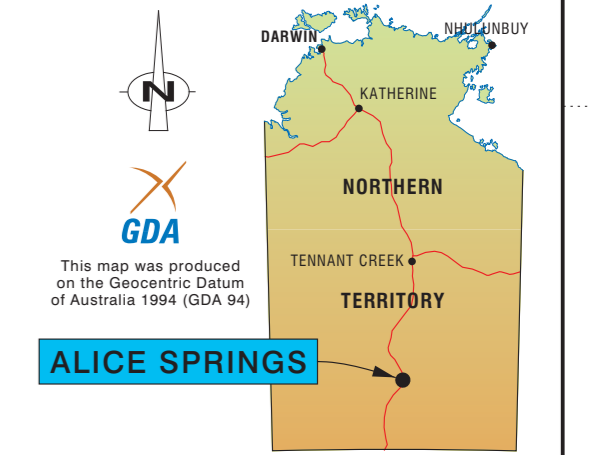 DARWIN
NHULUNBUY
N
KATHERINE
GDA
This map was produced
on the Geocentric Datum
of Australia 1994 (GDA 94)
NORTHERN
TENNANT CREEK
TERRITORY
ALICE SPRINGS